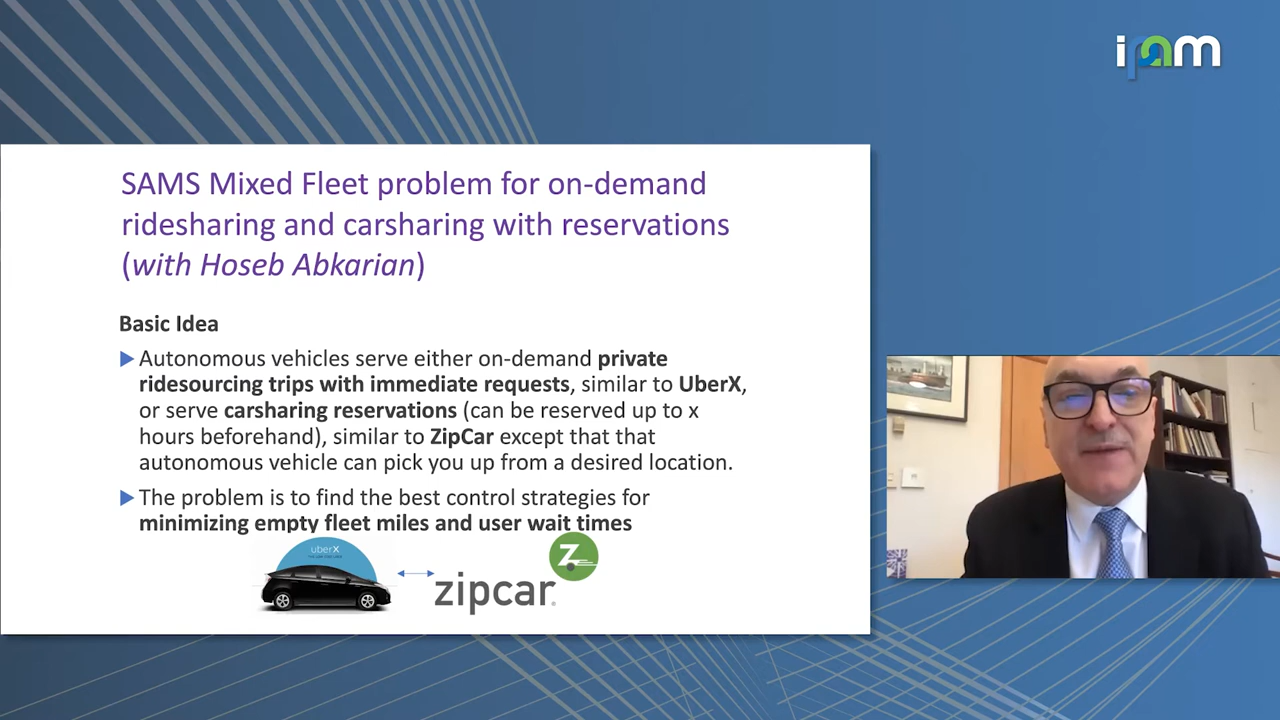 ipam
SAMS Mixed Fleet problem for on-demand
ridesharing and carsharing with reservations
(with Hoseb Abkarian)
Basic Idea
Autonomous vehicles serve either on-demand private
ridesourcing trips with immediate requests, similar to UberX,
or serve carsharing reservations (can be reserved up to x
hours beforehand), similar to ZipCar except that that
autonomous vehicle can pick you up from a desired location.
The problem is to find the best control strategies for
minimizing empty fleet miles and user wait times
uberX
Z
zipcar